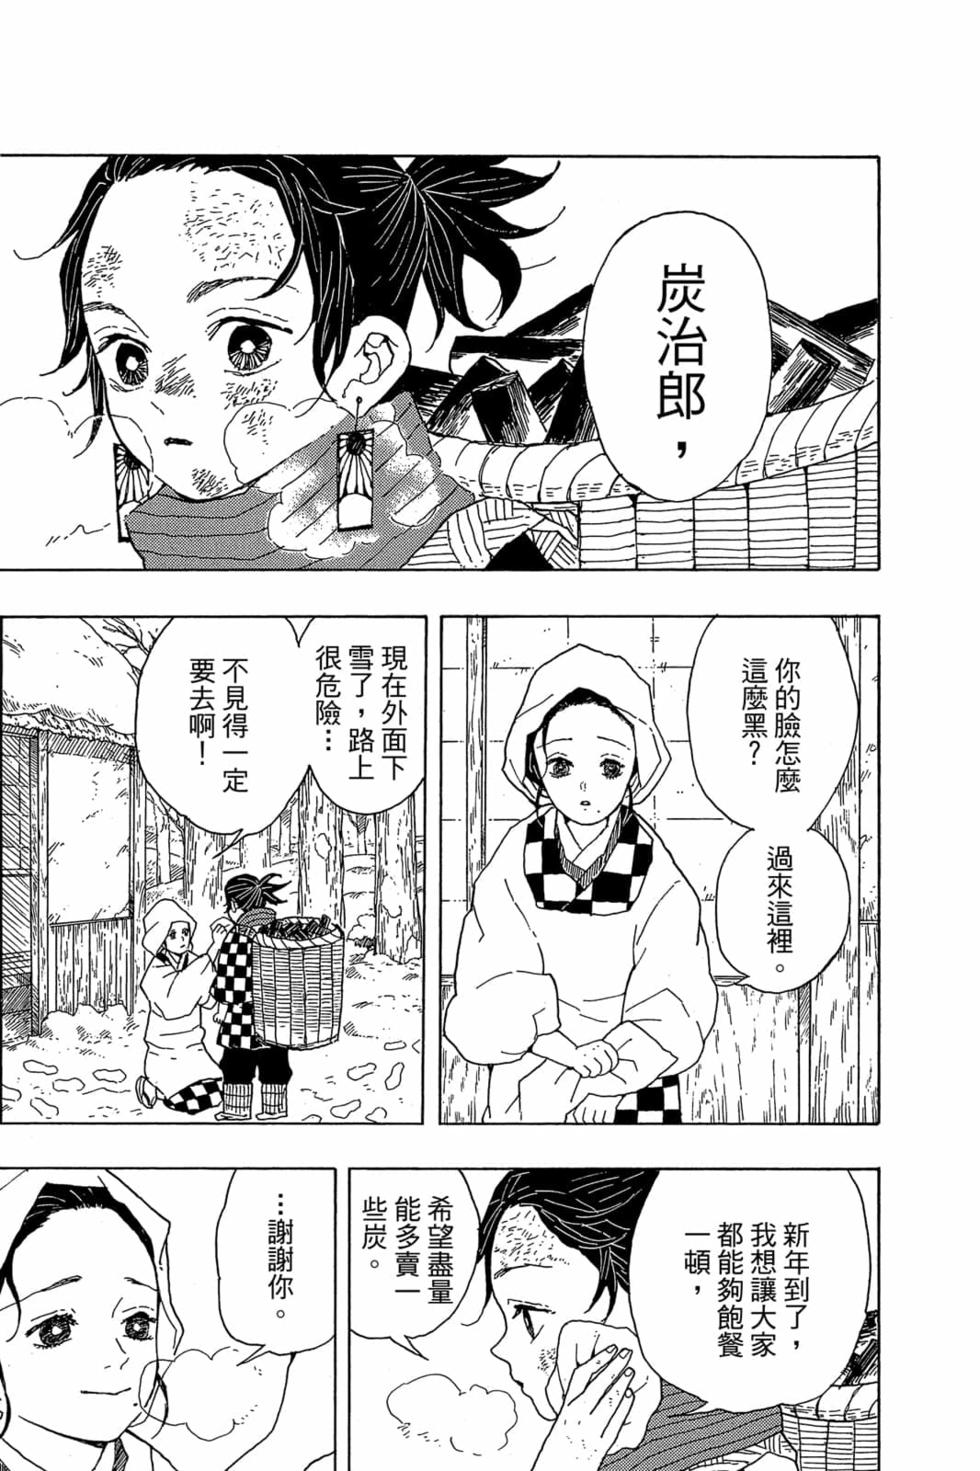 炭治郎，
你的臉怎麼
這麼黑？
過來這裡。
現在外面下
雪了，路上
很危險…
不見得一定
要去啊！
新年到了，
我想讓大家
都能夠飽餐
一頓，
希望盡量
能多賣一
些炭。
…謝謝你。